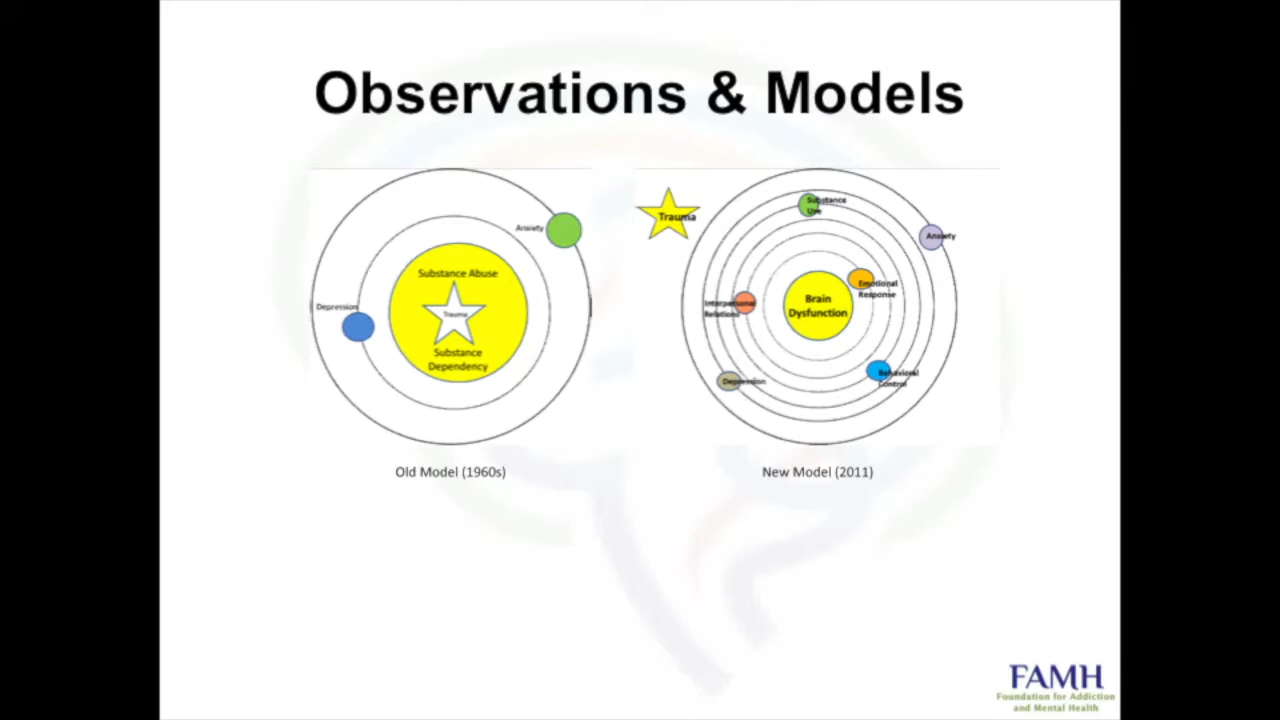 Observations & Models
Anxiety
Substance Abuse
Depression
Trauma
Substance
Dependency
Old Model (1960s)
Trauma
Substance
Use
Anxiety
Emotional
Response
Interpersonal
Relations
Brain
Dysfunction
Depression
Behavioral
Control
New Model (2011)
FAMH
Foundation for Addiction
and Mental Health